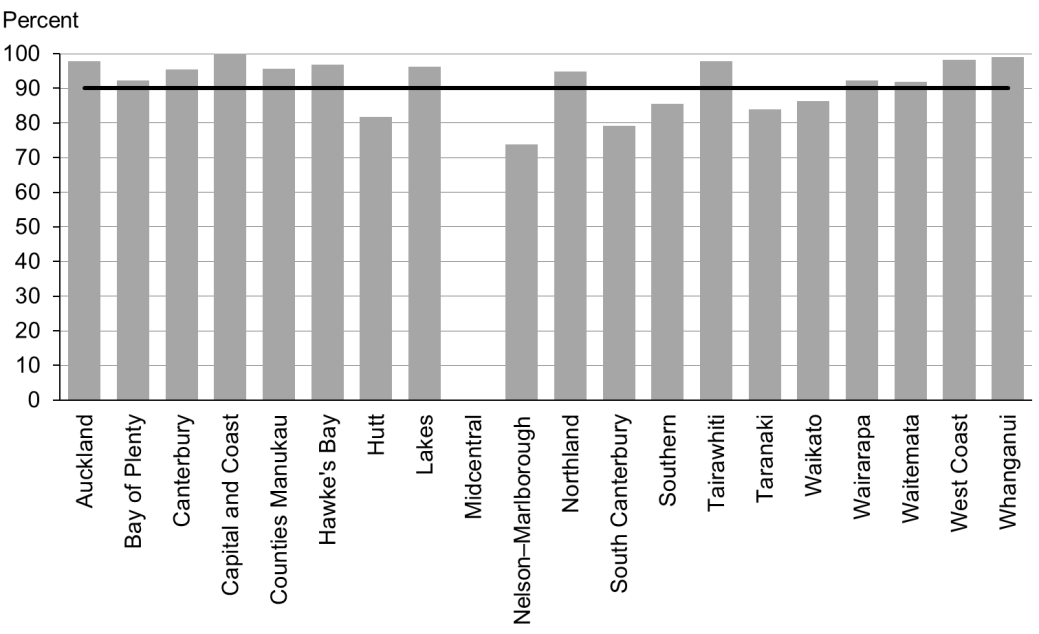 Percent
100
90
80
70
60
50
40
30
20
10
0
Auckland
Bay of Plenty
Canterbury
Capital and Coast
Counties Manukau
Hawke's Bay
Hutt
Lakes
Midcentral
Nelson–Marlborough
Northland
South Canterbury
Southern
Tairawhiti
Taranaki
Waikato
Wairarapa
Waitemata
West Coast
Whanganui